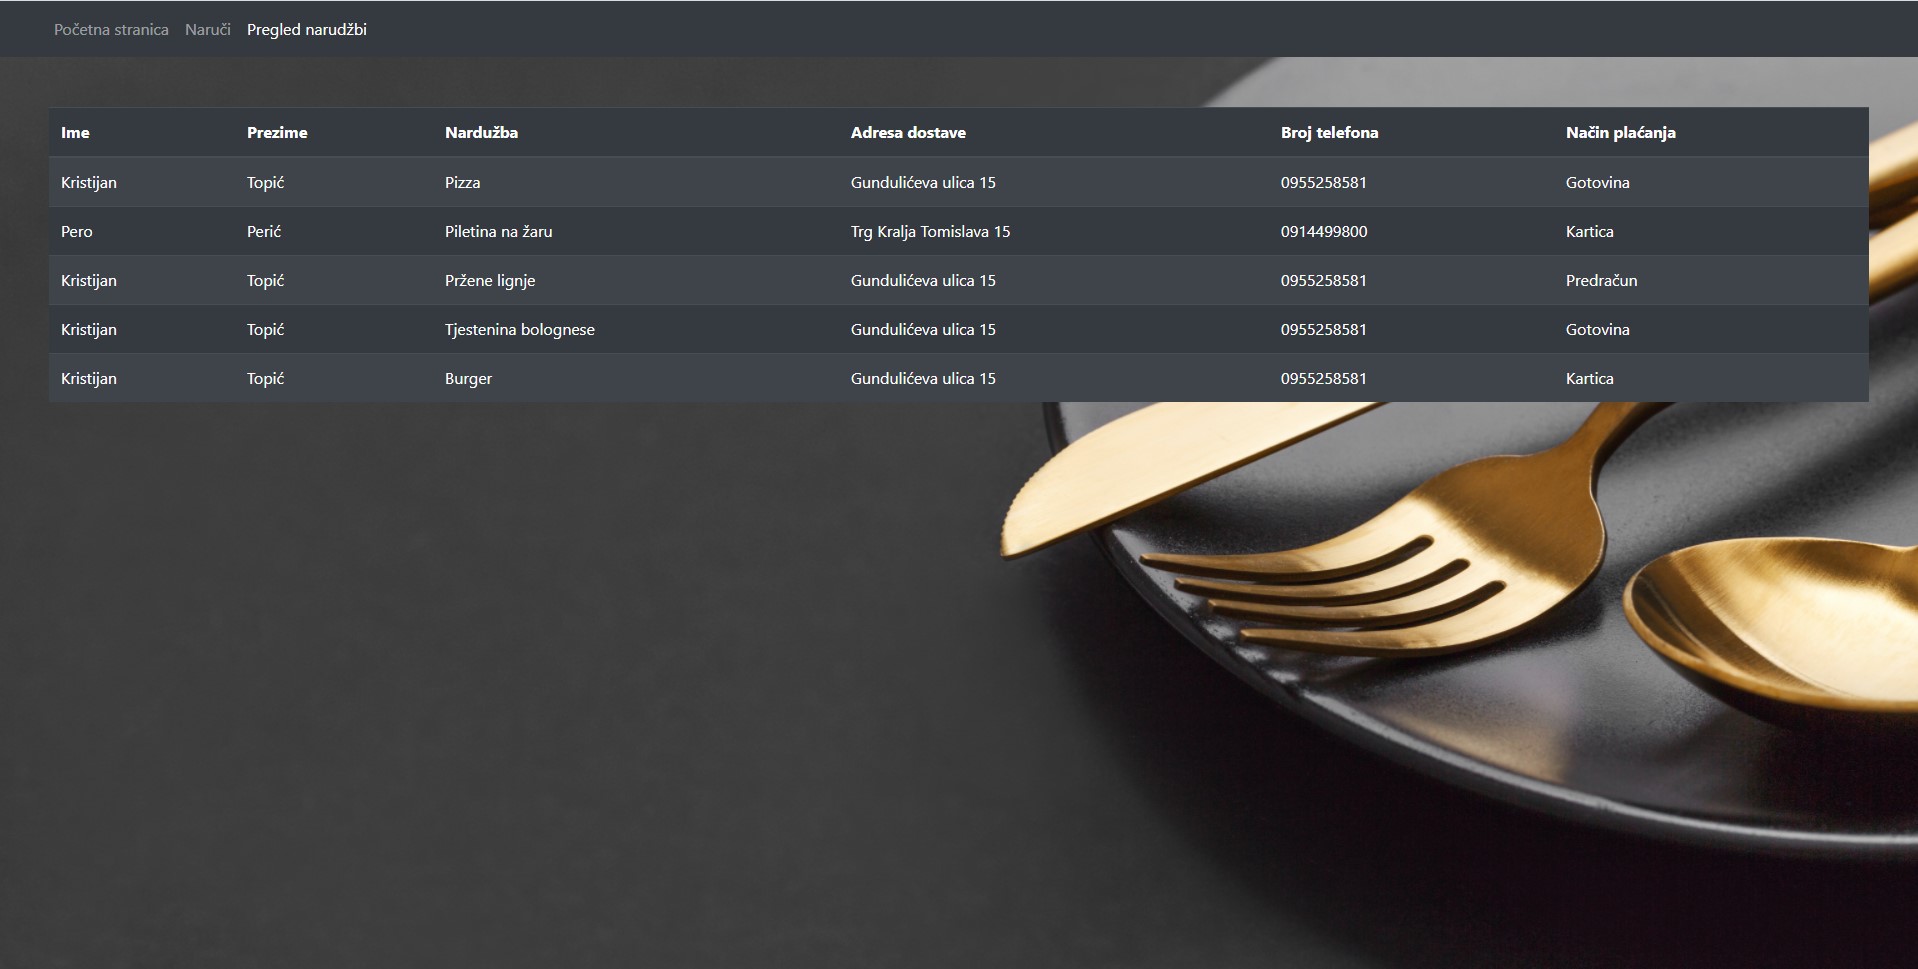 Početna stranica Naruči Pregled narudžbi
Ime Prezime Nardužba Adresa dostave Broj telefona Način plaćanja
Kristijan Topić Pizza Gundulićeva ulica 15 0955258581 Gotovina
Pero Perić Piletina na žaru Trg Kralja Tomislava 15 0914499800 Kartica
Kristijan Topić Pržene lignje Gundulićeva ulica 15 0955258581 Predračun
Kristijan Topić Tjestenina bolognese Gundulićeva ulica 15 0955258581 Gotovina
Kristijan Topić Burger Gundulićeva ulica 15 0955258581 Kartica